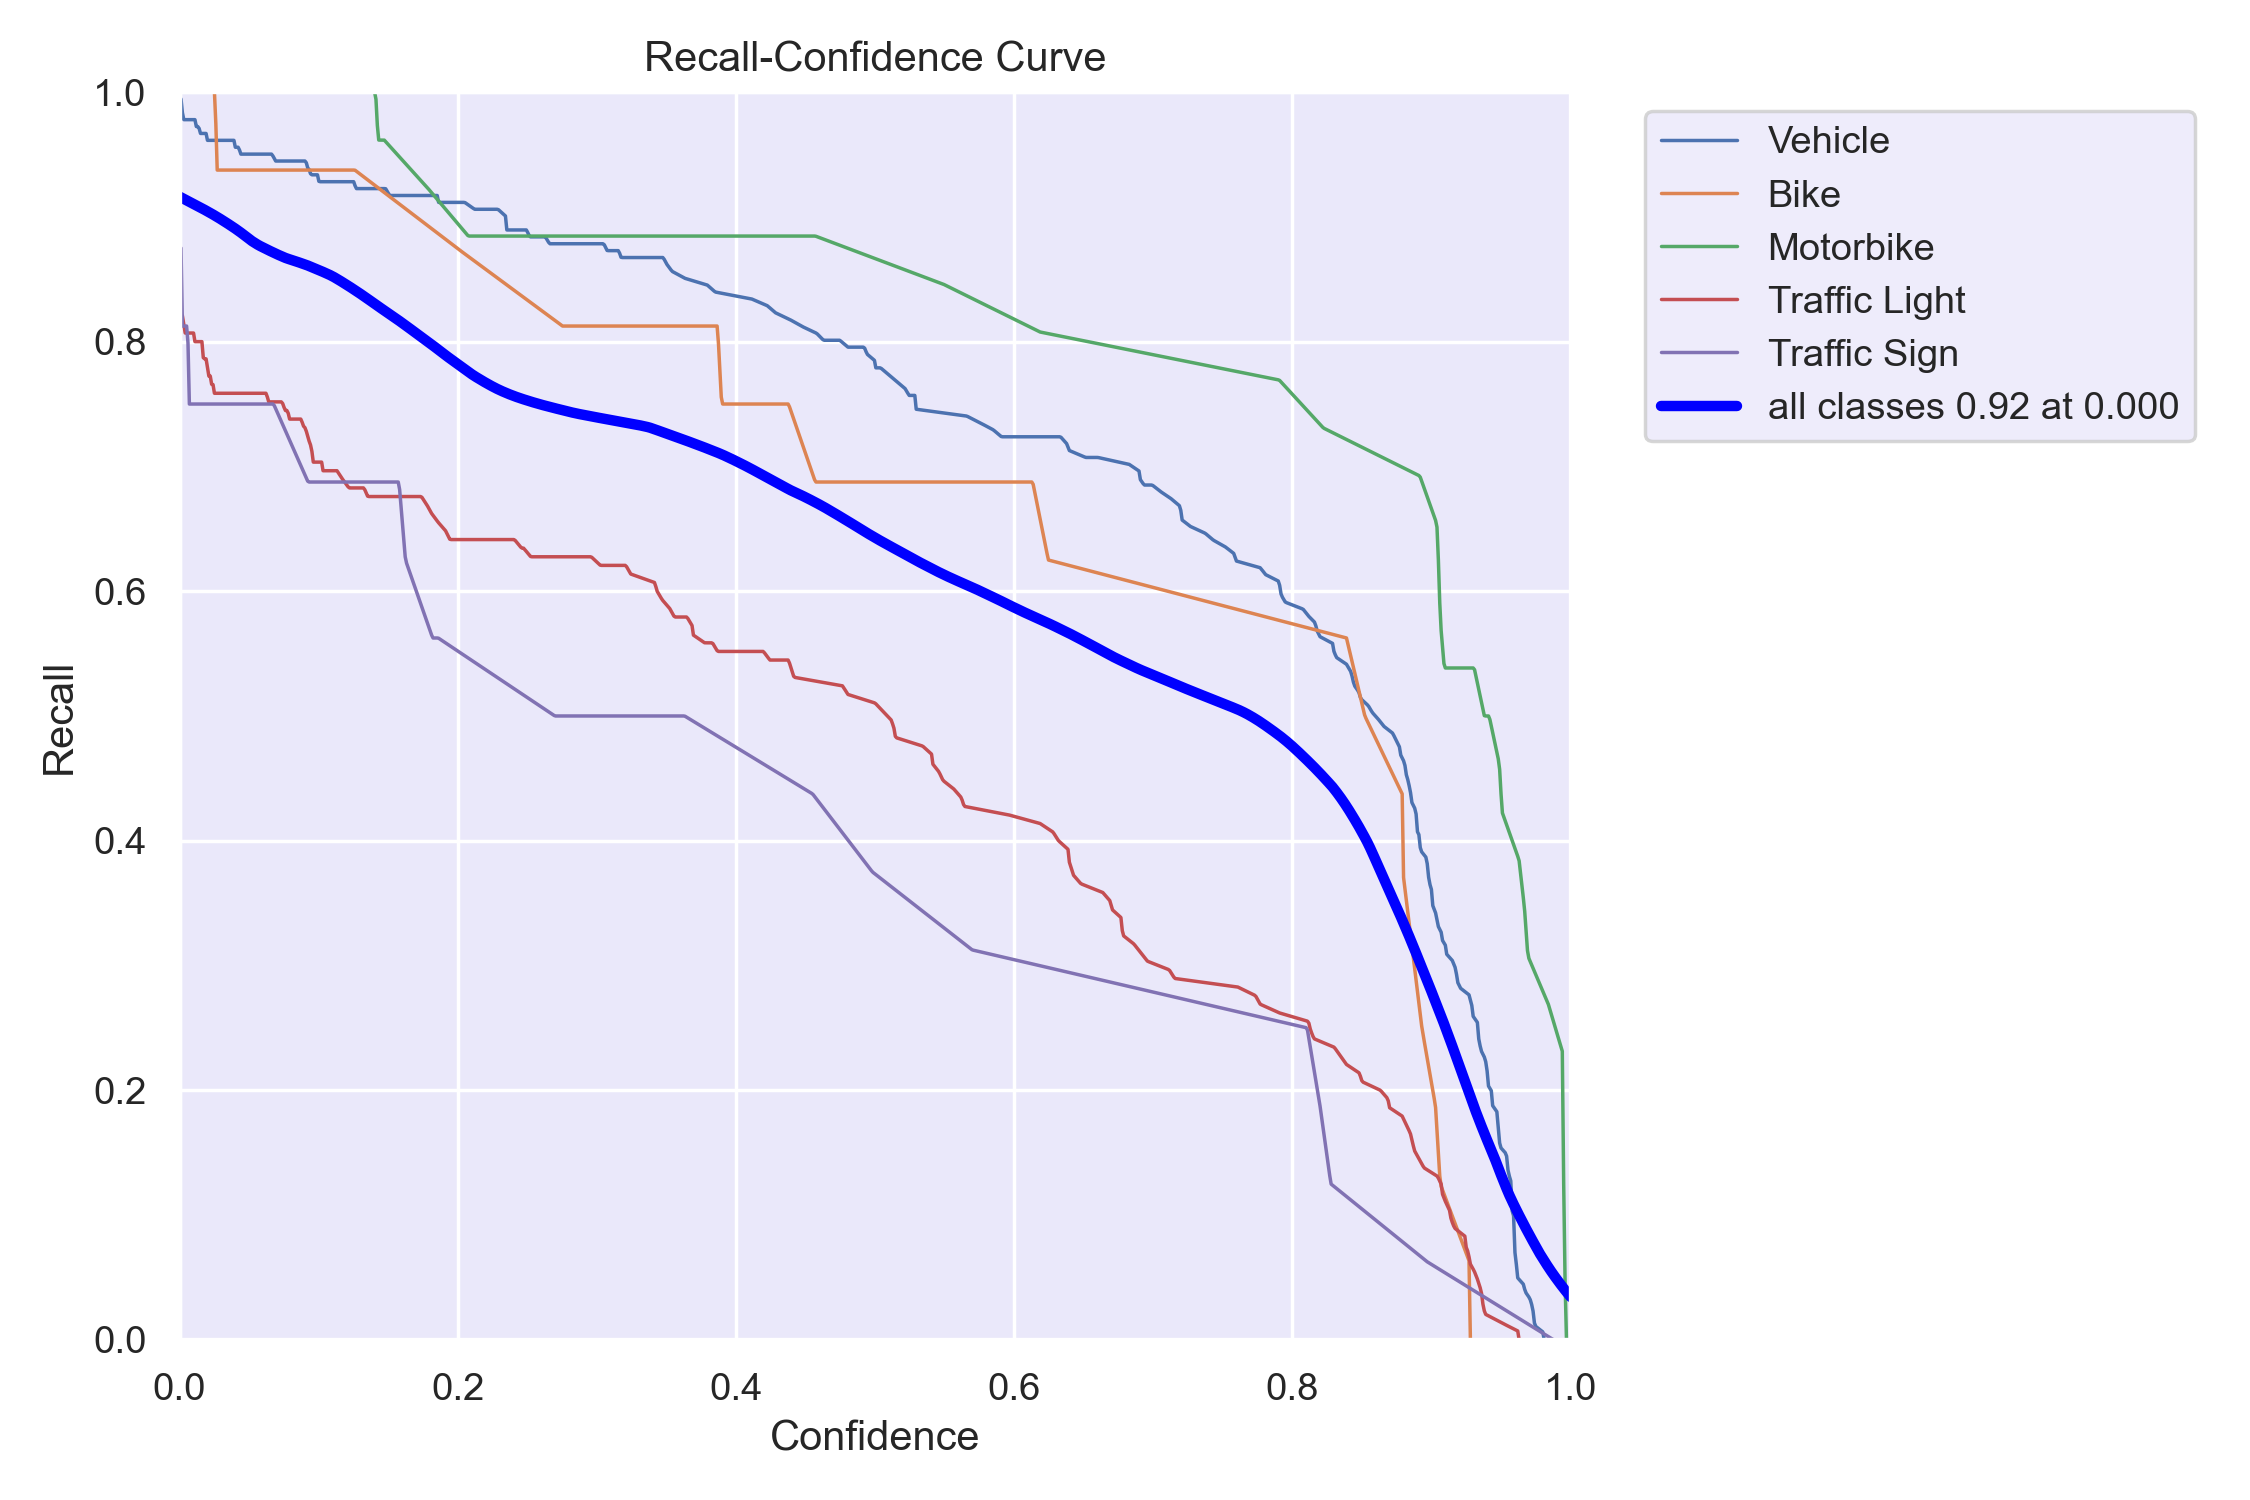 Recall-Confidence Curve
1.0
0.8
0.6
0.4
0.2
0.0
Recall
0.0 0.2 0.4 0.6 0.8 1.0
Confidence
Vehicle
Bike
Motorbike
Traffic Light
Traffic Sign
all classes 0.92 at 0.000